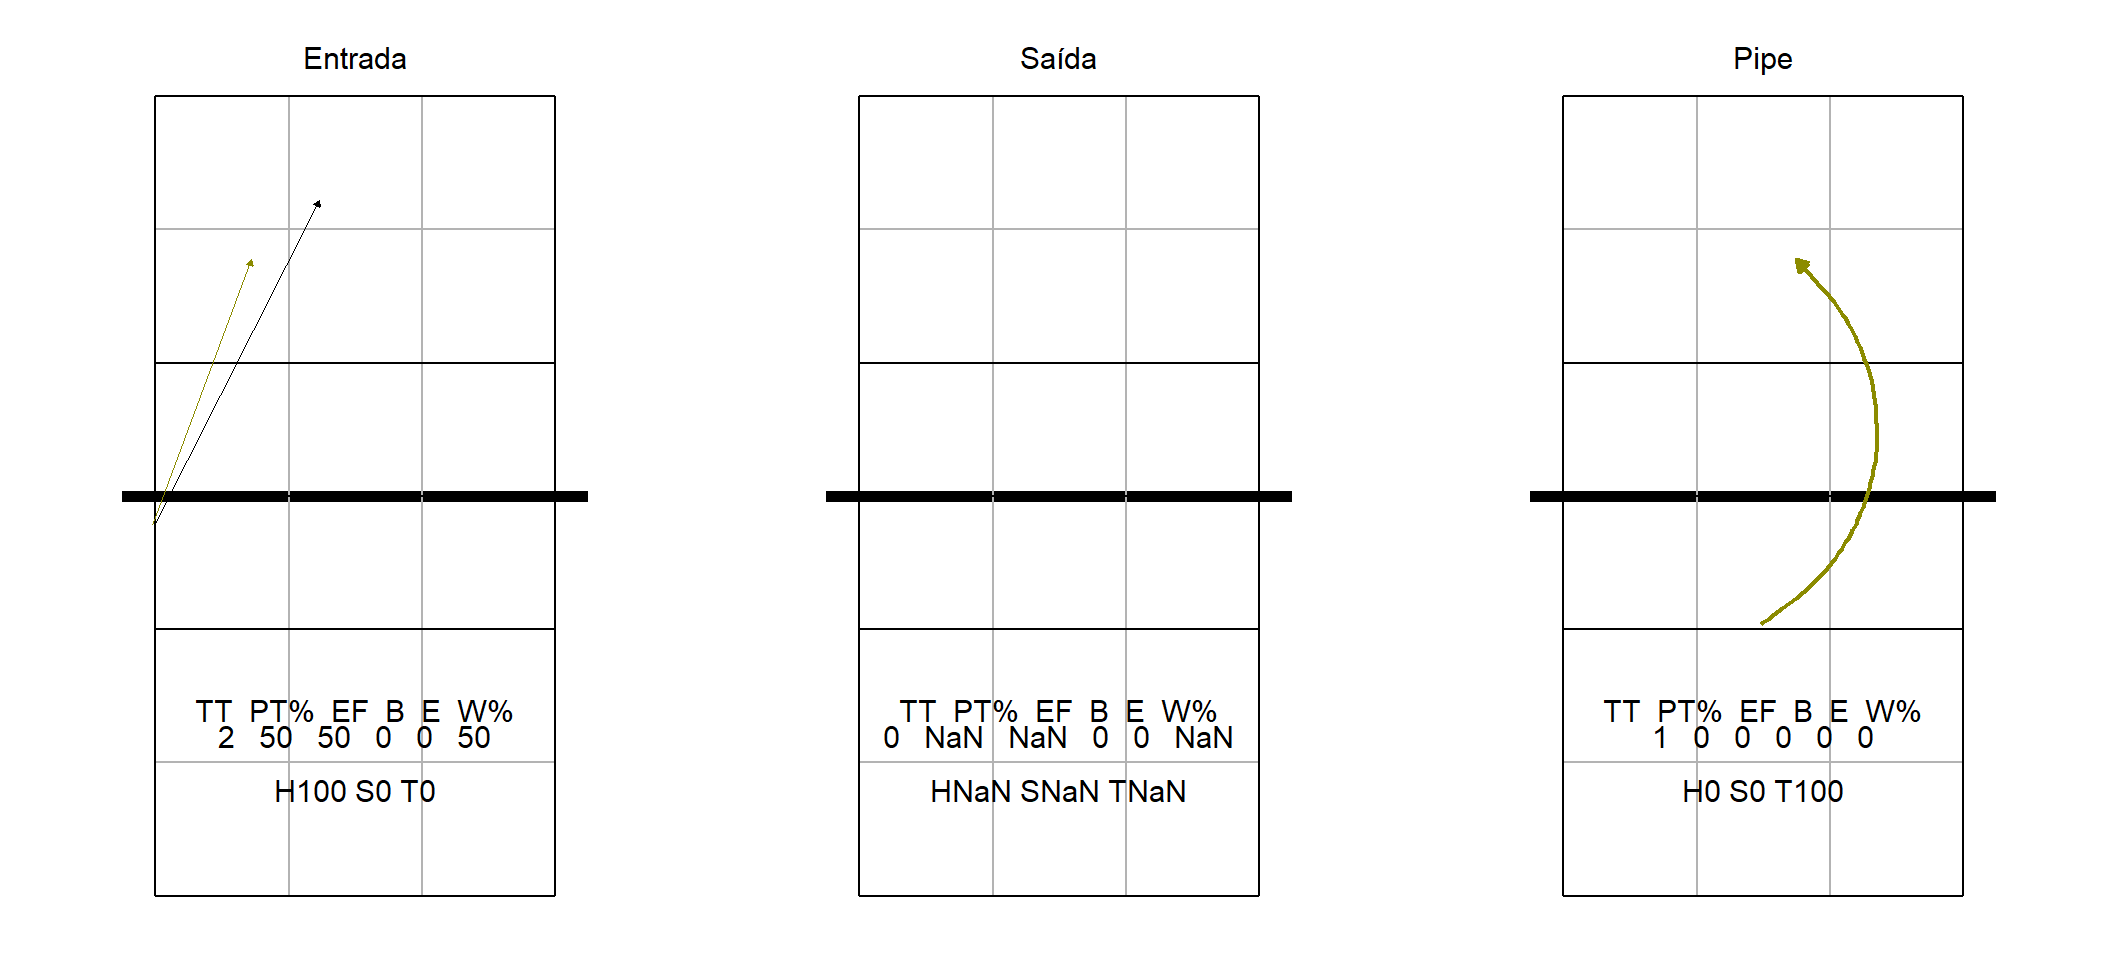 Entrada
TT PT% EF B E W%
2 50 50 0 0 50
H100 S0 T0
Saída
TT PT% EF B E W%
0 NaN NaN 0 0 NaN
HNaN SNaN TNaN
Pipe
TT PT% EF B E W%
1 0 0 0 0 0
H0 S0 T100